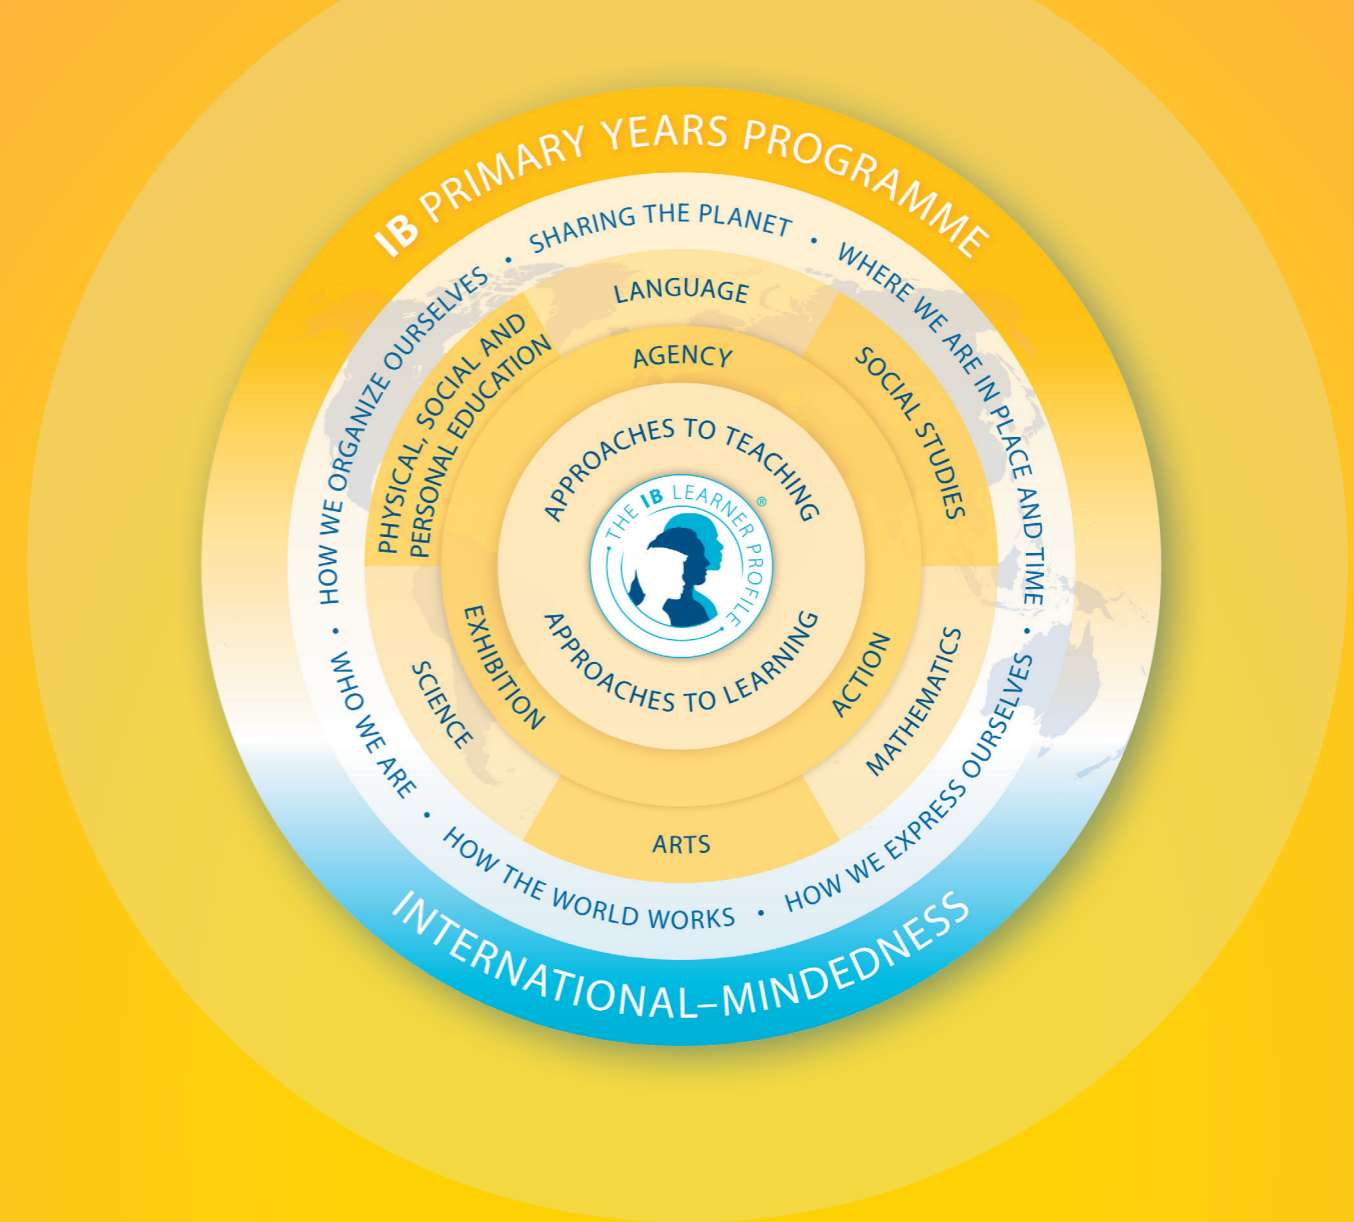 IB PRIMARY YEARS PROGRAMME
SHARING THE PLANET
•
WHERE WE ARE IN PLACE AND TIME
•
HOW WE EXPRESS OURSELVES
•
HOW THE WORLD WORKS
•
WHO WE ARE
•
HOW WE ORGANIZE OURSELVES
•
LANGUAGE
SOCIAL STUDIES
MATHEMATICS
ARTS
SCIENCE
PHYSICAL, SOCIAL AND
PERSONAL EDUCATION
AGENCY
ACTION
EXHIBITION
APPROACHES TO TEACHING
• THE IB LEARNER PROFILE • ®
APPROACHES TO LEARNING
INTERNATIONAL–MINDEDNESS